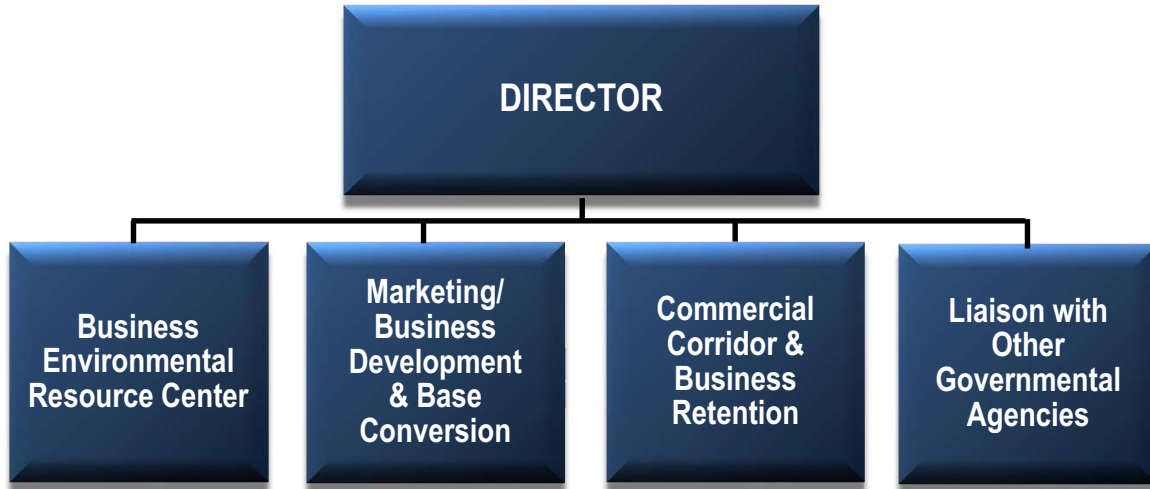 DIRECTOR
Business
Environmental
Resource Center
Marketing/
Business
Development
& Base
Conversion
Commercial
Corridor &
Business
Retention
Liaison with
Other
Governmental
Agencies